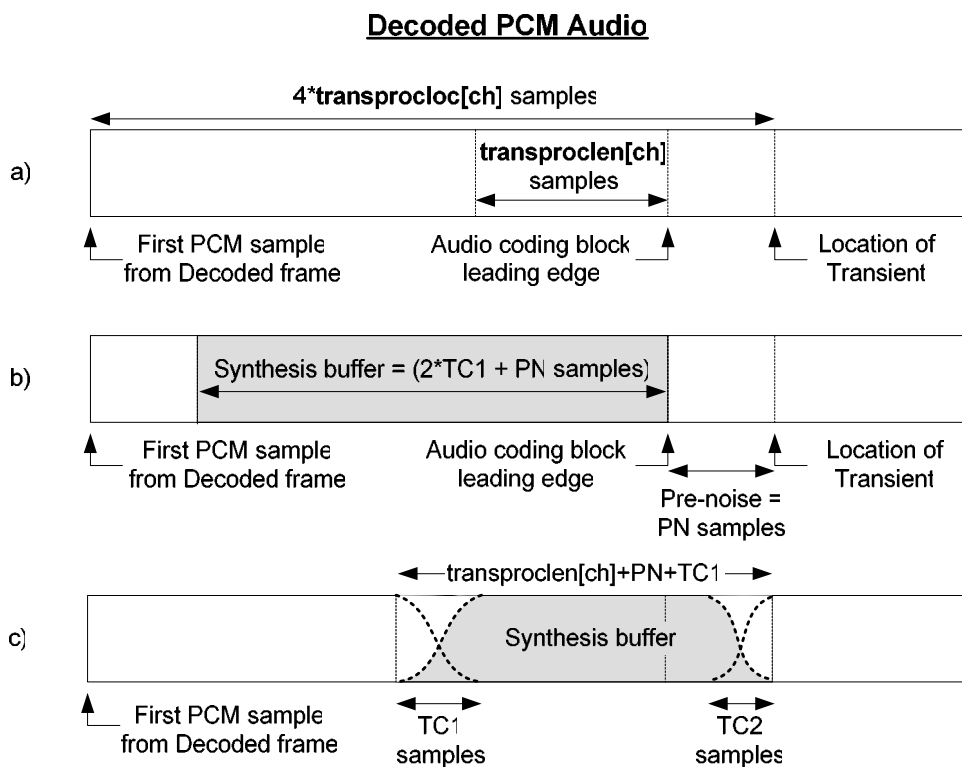 Decoded PCM Audio
4*transprocloc[ch] samples
a)
transproclen[ch]
samples
First PCM sample
from Decoded frame
Audio coding block
leading edge
Location of
Transient
b)
Synthesis buffer = (2*TC1 + PN samples)
First PCM sample
from Decoded frame
Audio coding block
leading edge
Location of
Transient
Pre-noise =
PN samples
transproclen[ch]+PN+TC1
c)
Synthesis buffer
First PCM sample
from Decoded frame
TC1
samples
TC2
samples